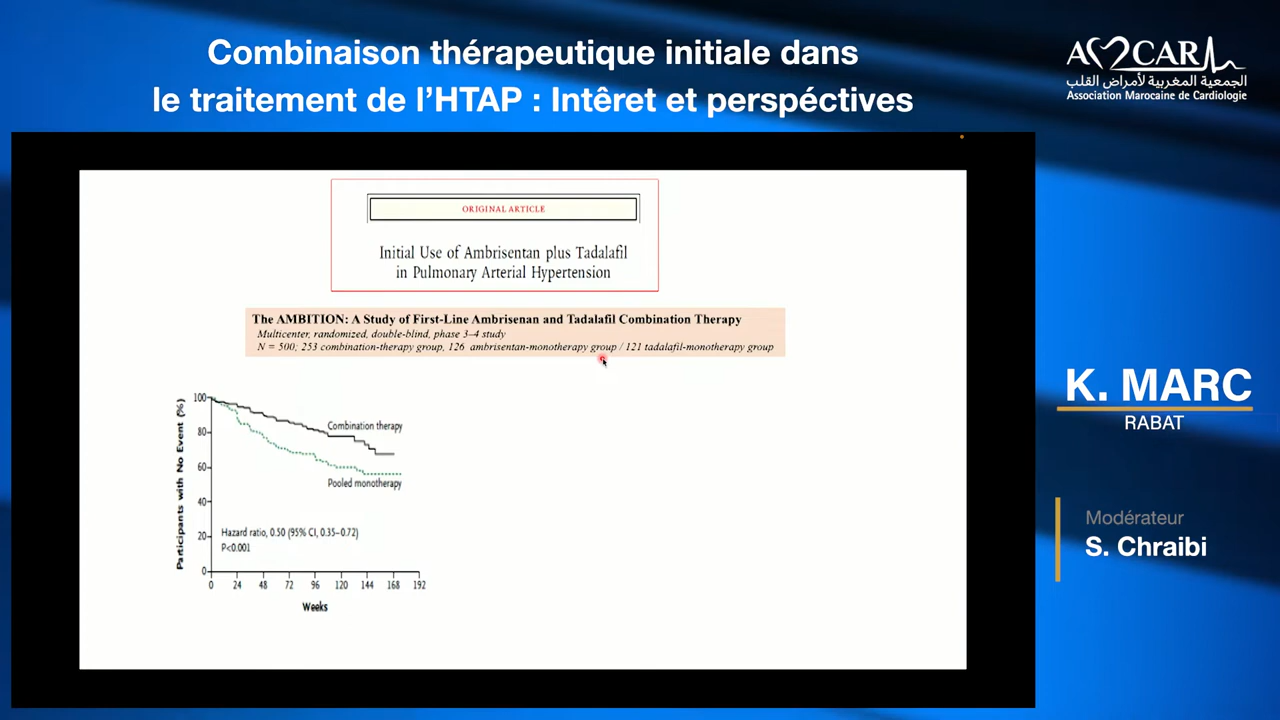 Combinaison thérapeutique initiale dans
le traitement de l’HTAP : Intêret et perspéctives
AM2CAR
الجمعية المغربية لأمراض القلب
Association Marocaine de Cardiologie
ORIGINAL ARTICLE
Initial Use of Ambrisentan plus Tadalafil
in Pulmonary Arterial Hypertension
The AMBITION: A Study of First-Line Ambrisenan and Tadalafil Combination Therapy
Multicenter, randomized, double-blind, phase 3–4 study
N = 500; 253 combination-therapy group, 126 ambrisentan-monotherapy group / 121 tadalafil-monotherapy group
Participants with No Event (%)
100
80
60
40
20
0
Combination therapy
Pooled monotherapy
Hazard ratio, 0.50 (95% CI, 0.35–0.72)
P<0.001
0 24 48 72 96 120 144 168 192
Weeks
K. MARC
RABAT
Modérateur
S. Chraibi